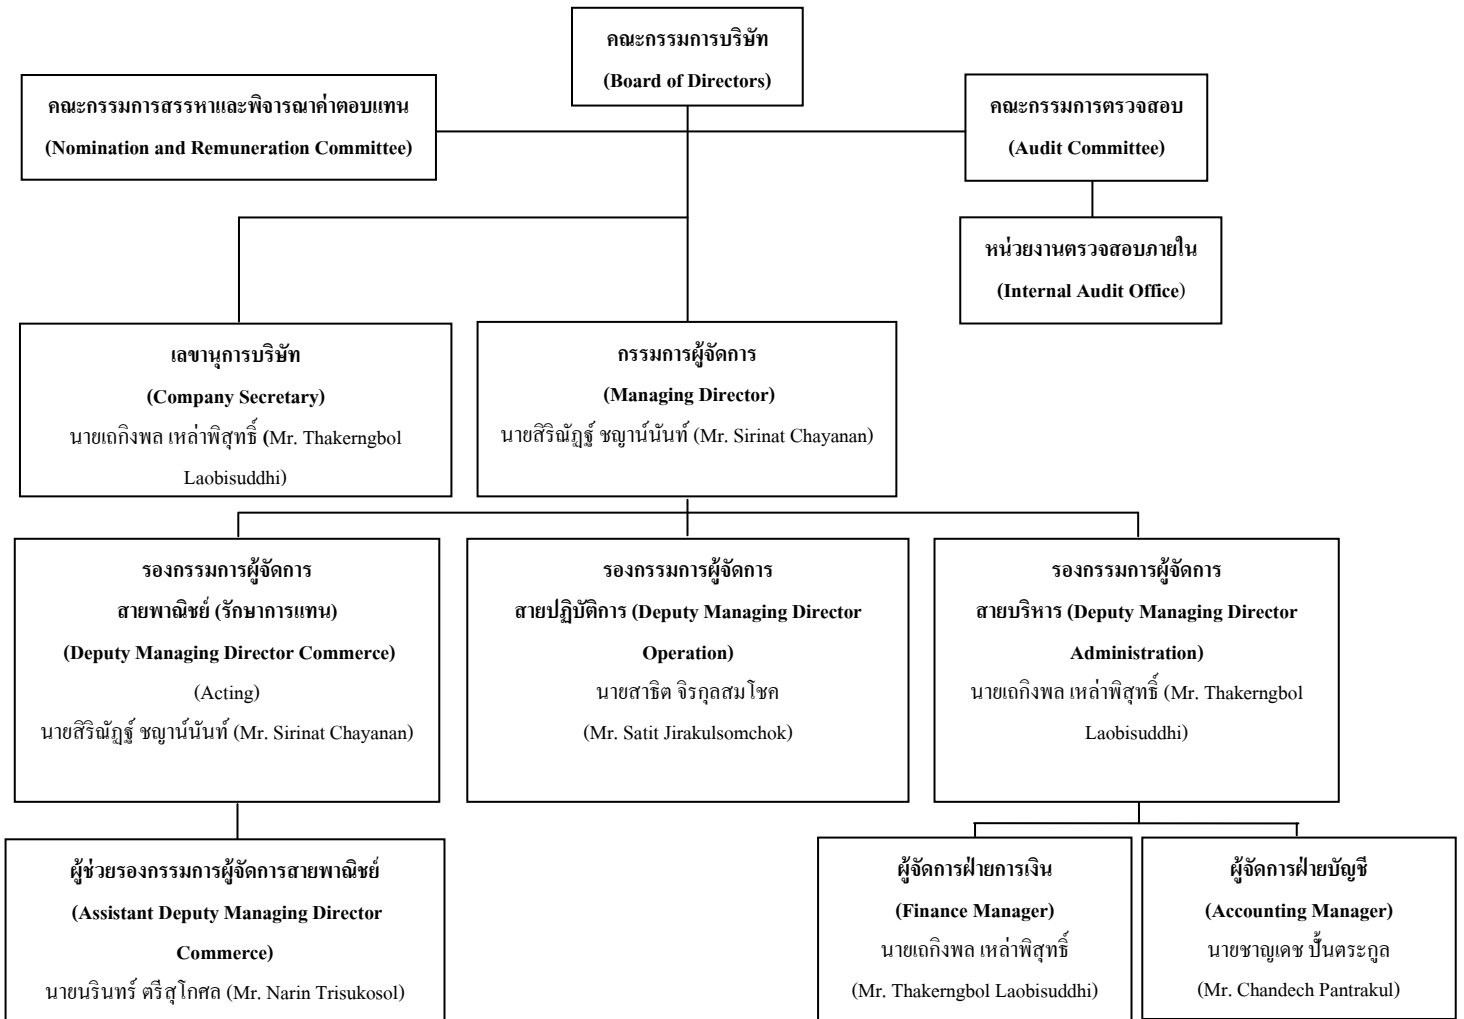 คณะกรรมการบริษัท
(Board of Directors)
คณะกรรมการสรรหาและพิจารณาค่าตอบแทน
(Nomination and Remuneration Committee)
คณะกรรมการตรวจสอบ
(Audit Committee)
หน่วยงานตรวจสอบภายใน
(Internal Audit Office)
เลขานุการบริษัท
(Company Secretary)
นายเถกิงพล เหล่าพิสุทธิ์ (Mr. Thakerngbol
Laobisuddhi)
กรรมการผู้จัดการ
(Managing Director)
นายสิริณัฏฐ์ ชญาน์นันท์ (Mr. Sirinat Chayanan)
รองกรรมการผู้จัดการ
สายพาณิชย์ (รักษาการแทน)
(Deputy Managing Director Commerce)
(Acting)
นายสิริณัฏฐ์ ชญาน์นันท์ (Mr. Sirinat Chayanan)
รองกรรมการผู้จัดการ
สายปฏิบัติการ (Deputy Managing Director
Operation)
นายสาธิต จิรกุลสมโชค
(Mr. Satit Jirakulsomchok)
รองกรรมการผู้จัดการ
สายบริหาร (Deputy Managing Director
Administration)
นายเถกิงพล เหล่าพิสุทธิ์ (Mr. Thakerngbol
Laobisuddhi)
ผู้ช่วยรองกรรมการผู้จัดการสายพาณิชย์
(Assistant Deputy Managing Director
Commerce)
นายนรินทร์ ตรีสุโกศล (Mr. Narin Trisukosol)
ผู้จัดการฝ่ายการเงิน
(Finance Manager)
นายเถกิงพล เหล่าพิสุทธิ์
(Mr. Thakerngbol Laobisuddhi)
ผู้จัดการฝ่ายบัญชี
(Accounting Manager)
นายชาญเดช ปั้นตระกูล
(Mr. Chandech Pantrakul)